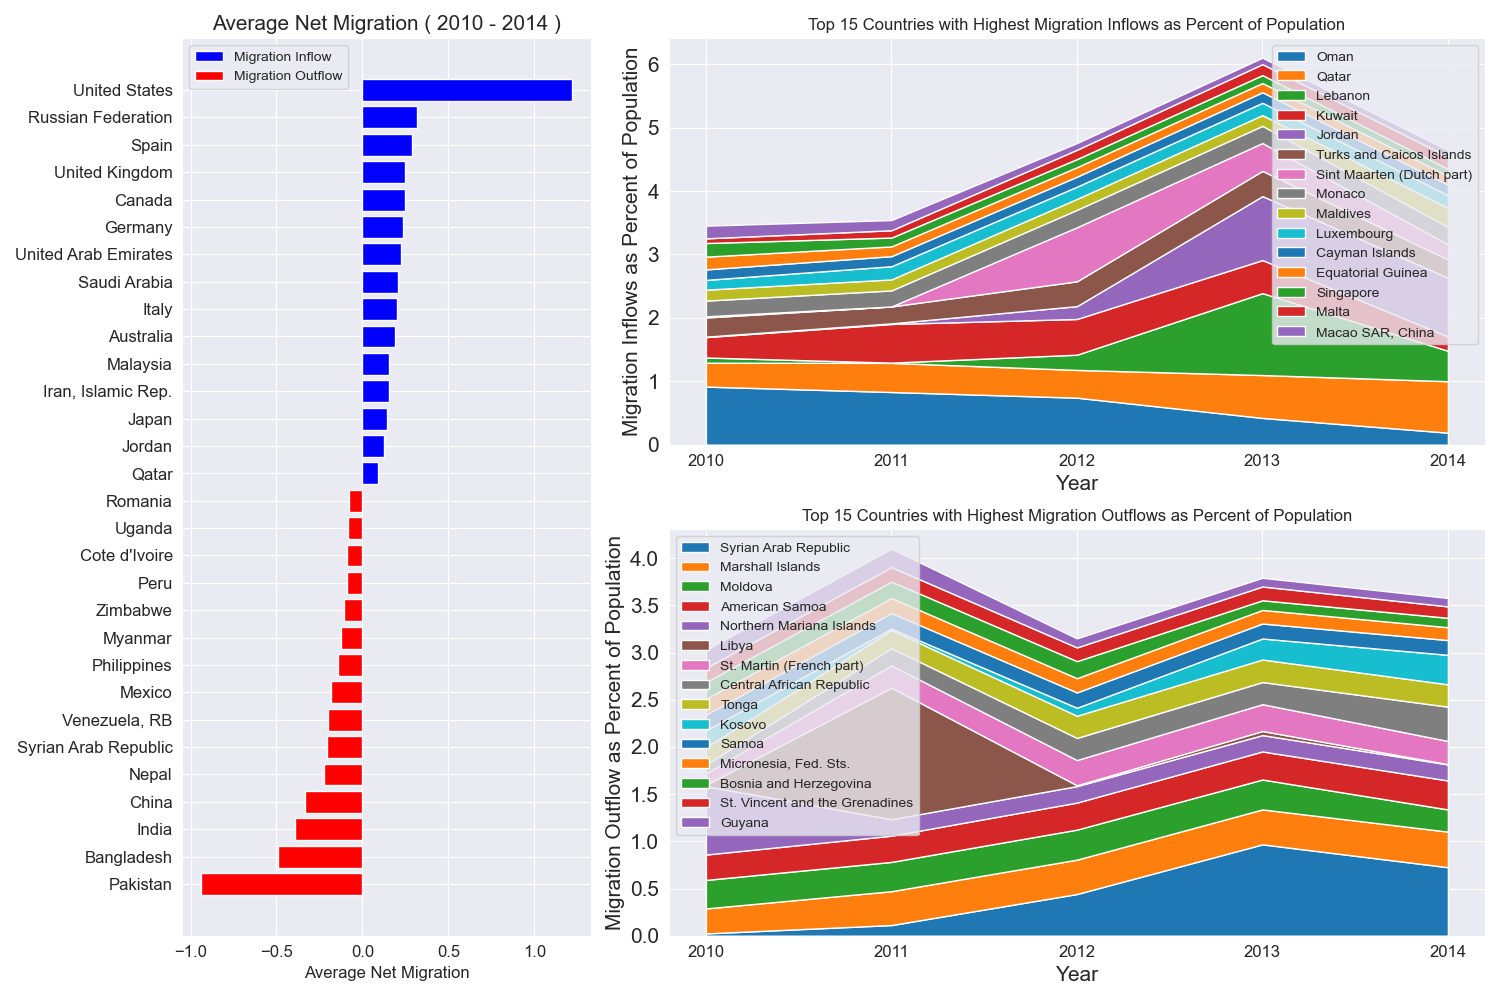 Average Net Migration ( 2010 - 2014 )
Migration Inflow
Migration Outflow
United States
Russian Federation
Spain
United Kingdom
Canada
Germany
United Arab Emirates
Saudi Arabia
Italy
Australia
Malaysia
Iran, Islamic Rep.
Japan
Jordan
Qatar
Romania
Uganda
Cote d'Ivoire
Peru
Zimbabwe
Myanmar
Philippines
Mexico
Venezuela, RB
Syrian Arab Republic
Nepal
China
India
Bangladesh
Pakistan
−1.0 −0.5 0.0 0.5 1.0
Average Net Migration
Top 15 Countries with Highest Migration Inflows as Percent of Population
Migration Inflows as Percent of Population
6
5
4
3
2
1
0
Oman
Qatar
Lebanon
Kuwait
Jordan
Turks and Caicos Islands
Sint Maarten (Dutch part)
Monaco
Maldives
Luxembourg
Cayman Islands
Equatorial Guinea
Singapore
Malta
Macao SAR, China
2010 2011 2012 2013 2014
Year
Top 15 Countries with Highest Migration Outflows as Percent of Population
Migration Outflow as Percent of Population
4.0
3.5
3.0
2.5
2.0
1.5
1.0
0.5
0.0
Syrian Arab Republic
Marshall Islands
Moldova
American Samoa
Northern Mariana Islands
Libya
St. Martin (French part)
Central African Republic
Tonga
Kosovo
Samoa
Micronesia, Fed. Sts.
Bosnia and Herzegovina
St. Vincent and the Grenadines
Guyana
2010 2011 2012 2013 2014
Year